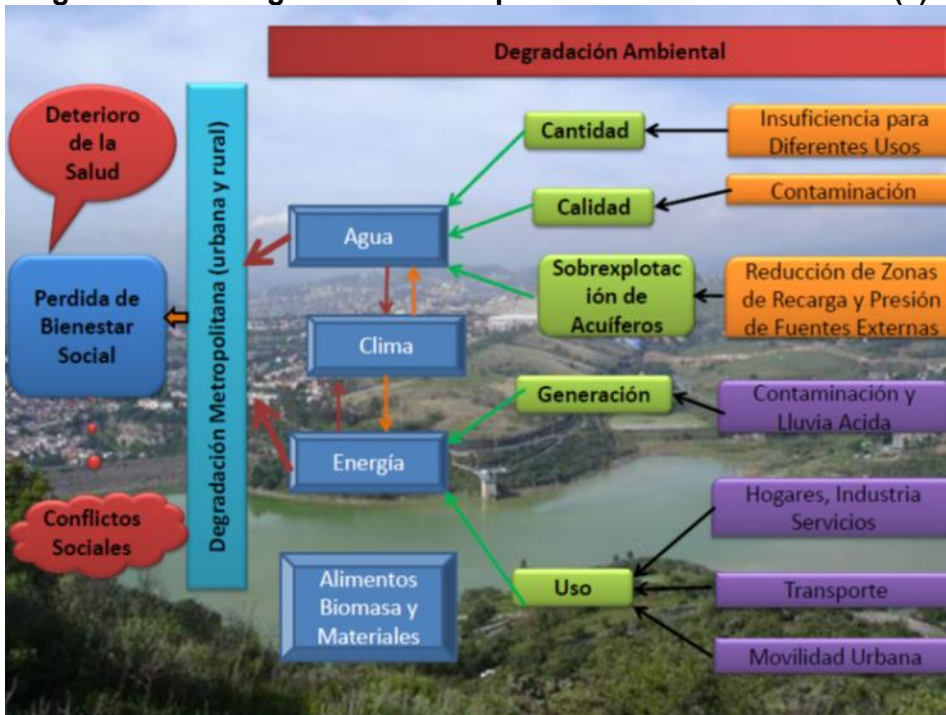 Degradación Ambiental
Deterioro
de la
Salud
Perdida de
Bienestar
Social
Conflictos
Sociales
Degradación Metropolitana (urbana y rural)
Agua
Clima
Energía
Alimentos
Biomasa y
Materiales
Cantidad
Calidad
Sobrexplotac
ión de
Acuíferos
Generación
Uso
Insuficiencia para
Diferentes Usos
Contaminación
Reducción de Zonas
de Recarga y Presión
de Fuentes Externas
Contaminación y
Lluvia Acida
Hogares, Industria
Servicios
Transporte
Movilidad Urbana